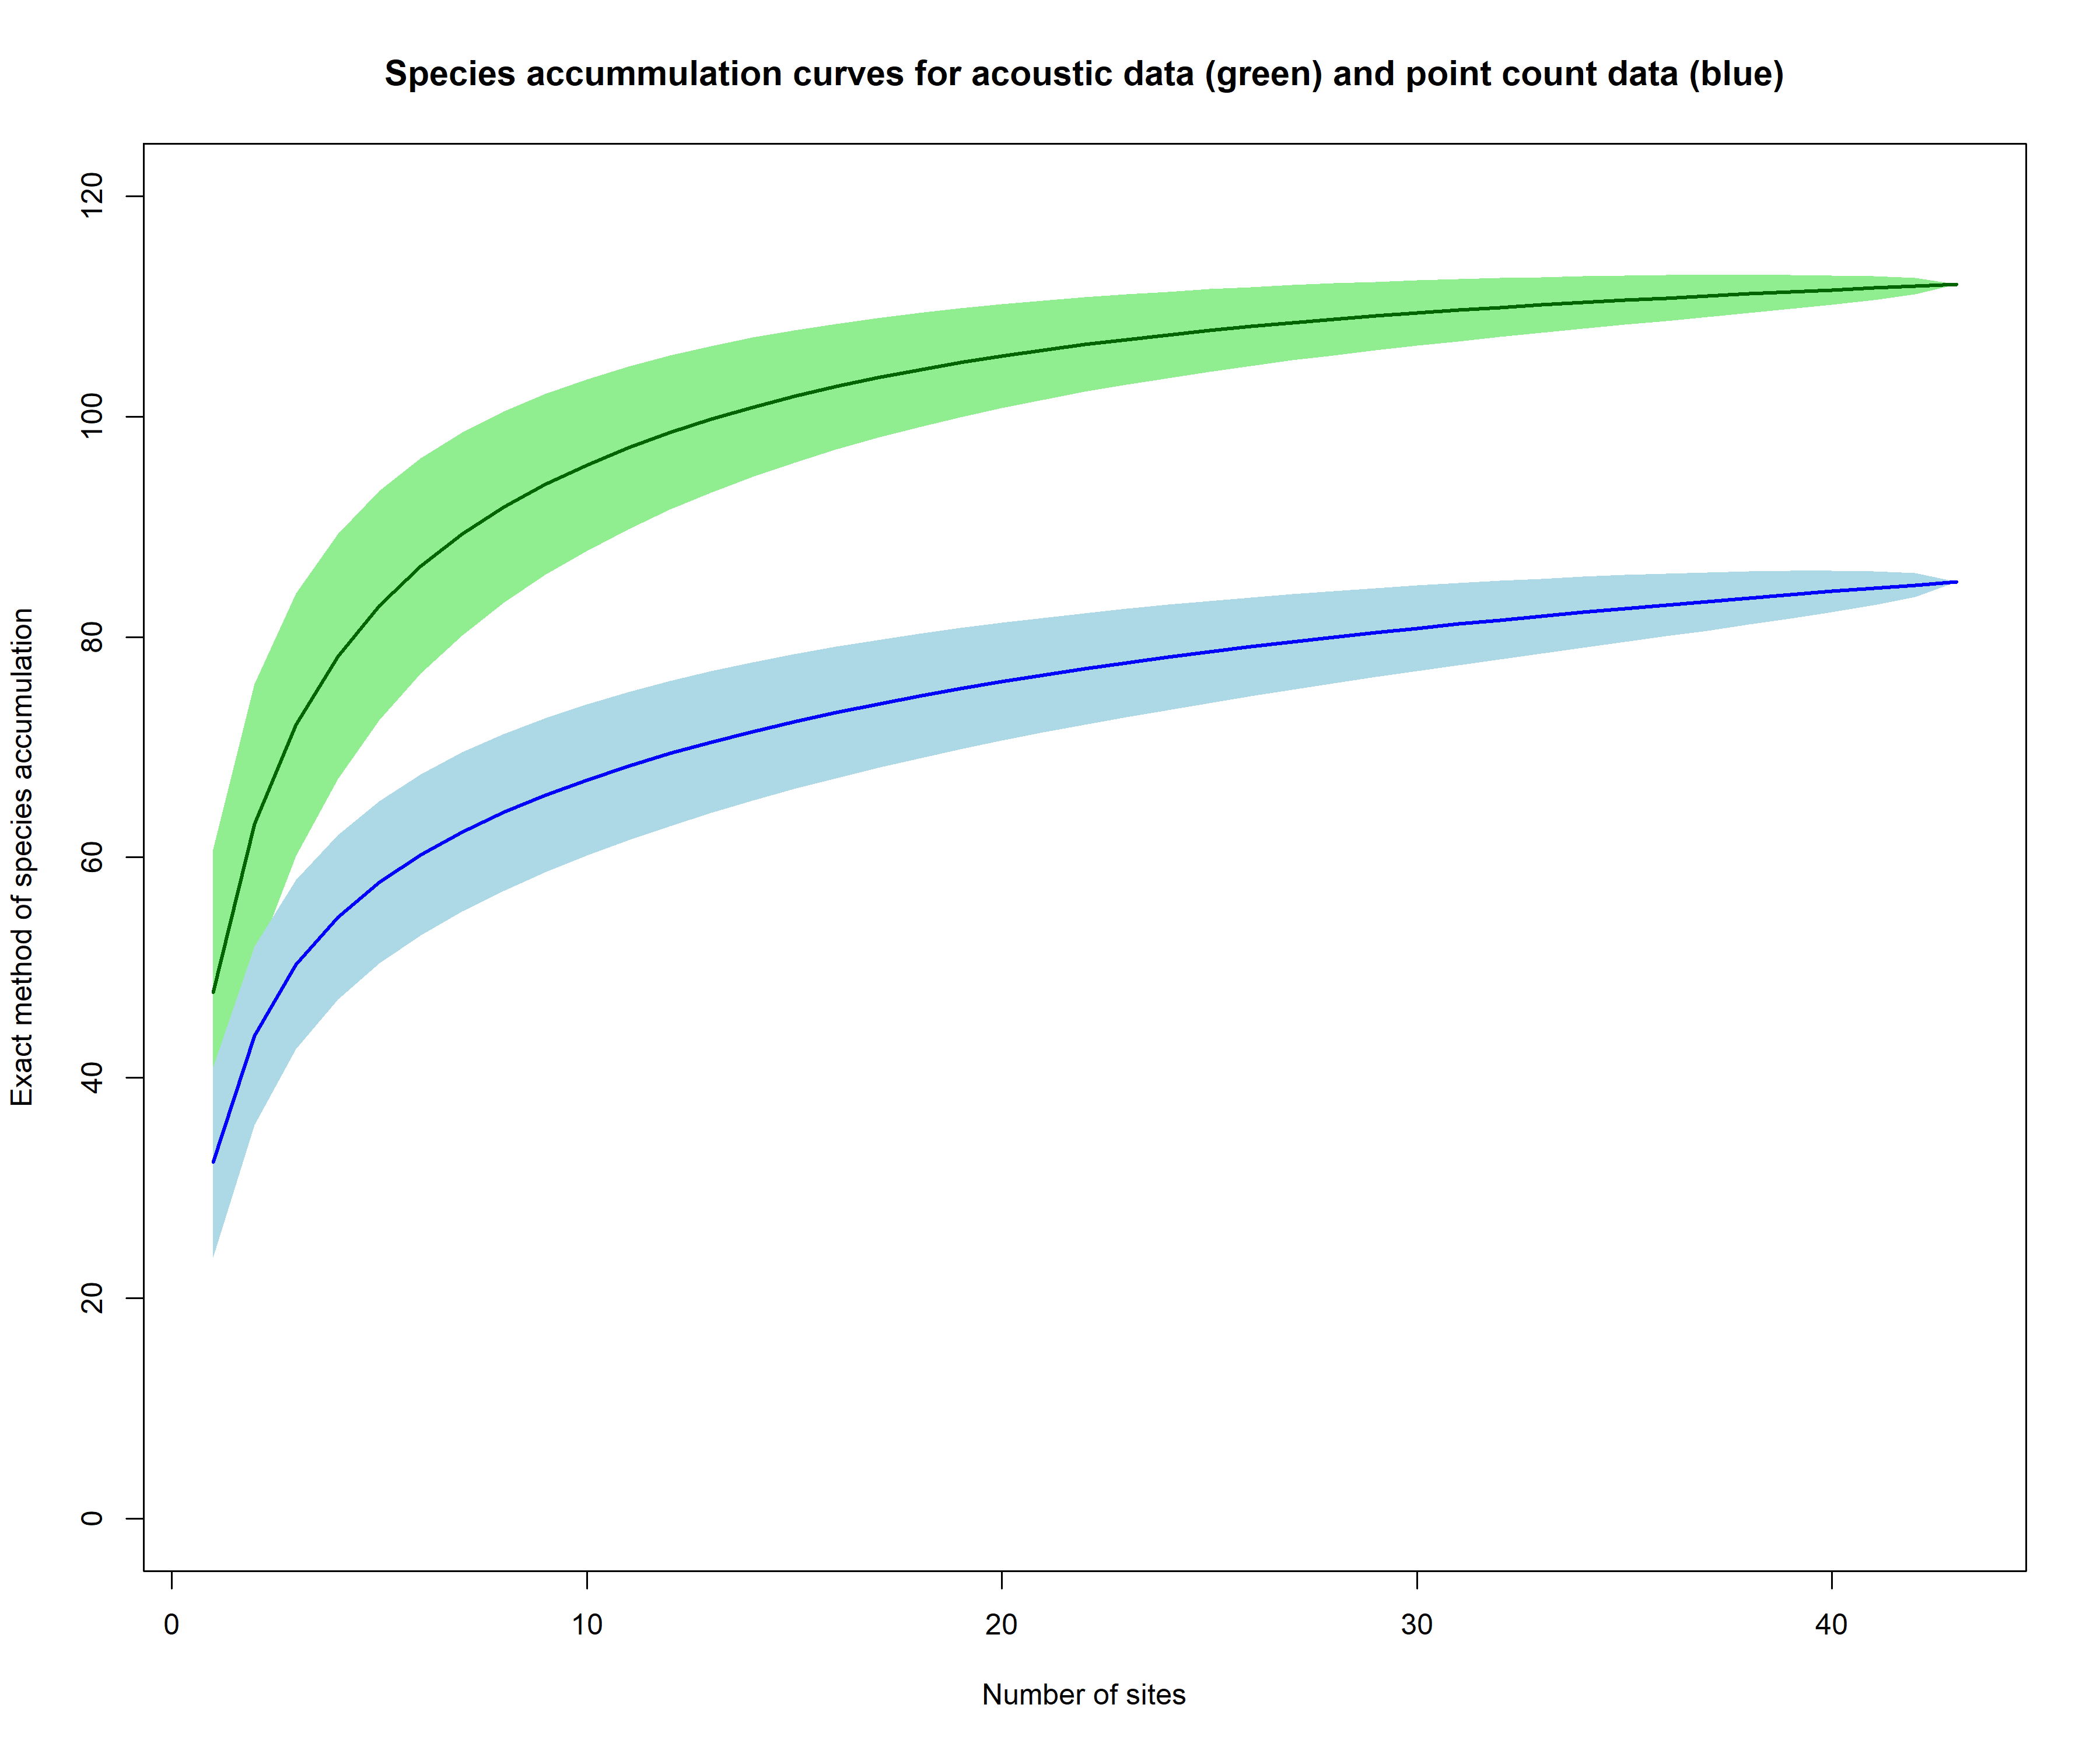 Species accummulation curves for acoustic data (green) and point count data (blue)
Exact method of species accumulation
120
100
80
60
40
20
0
0 10 20 30 40
Number of sites